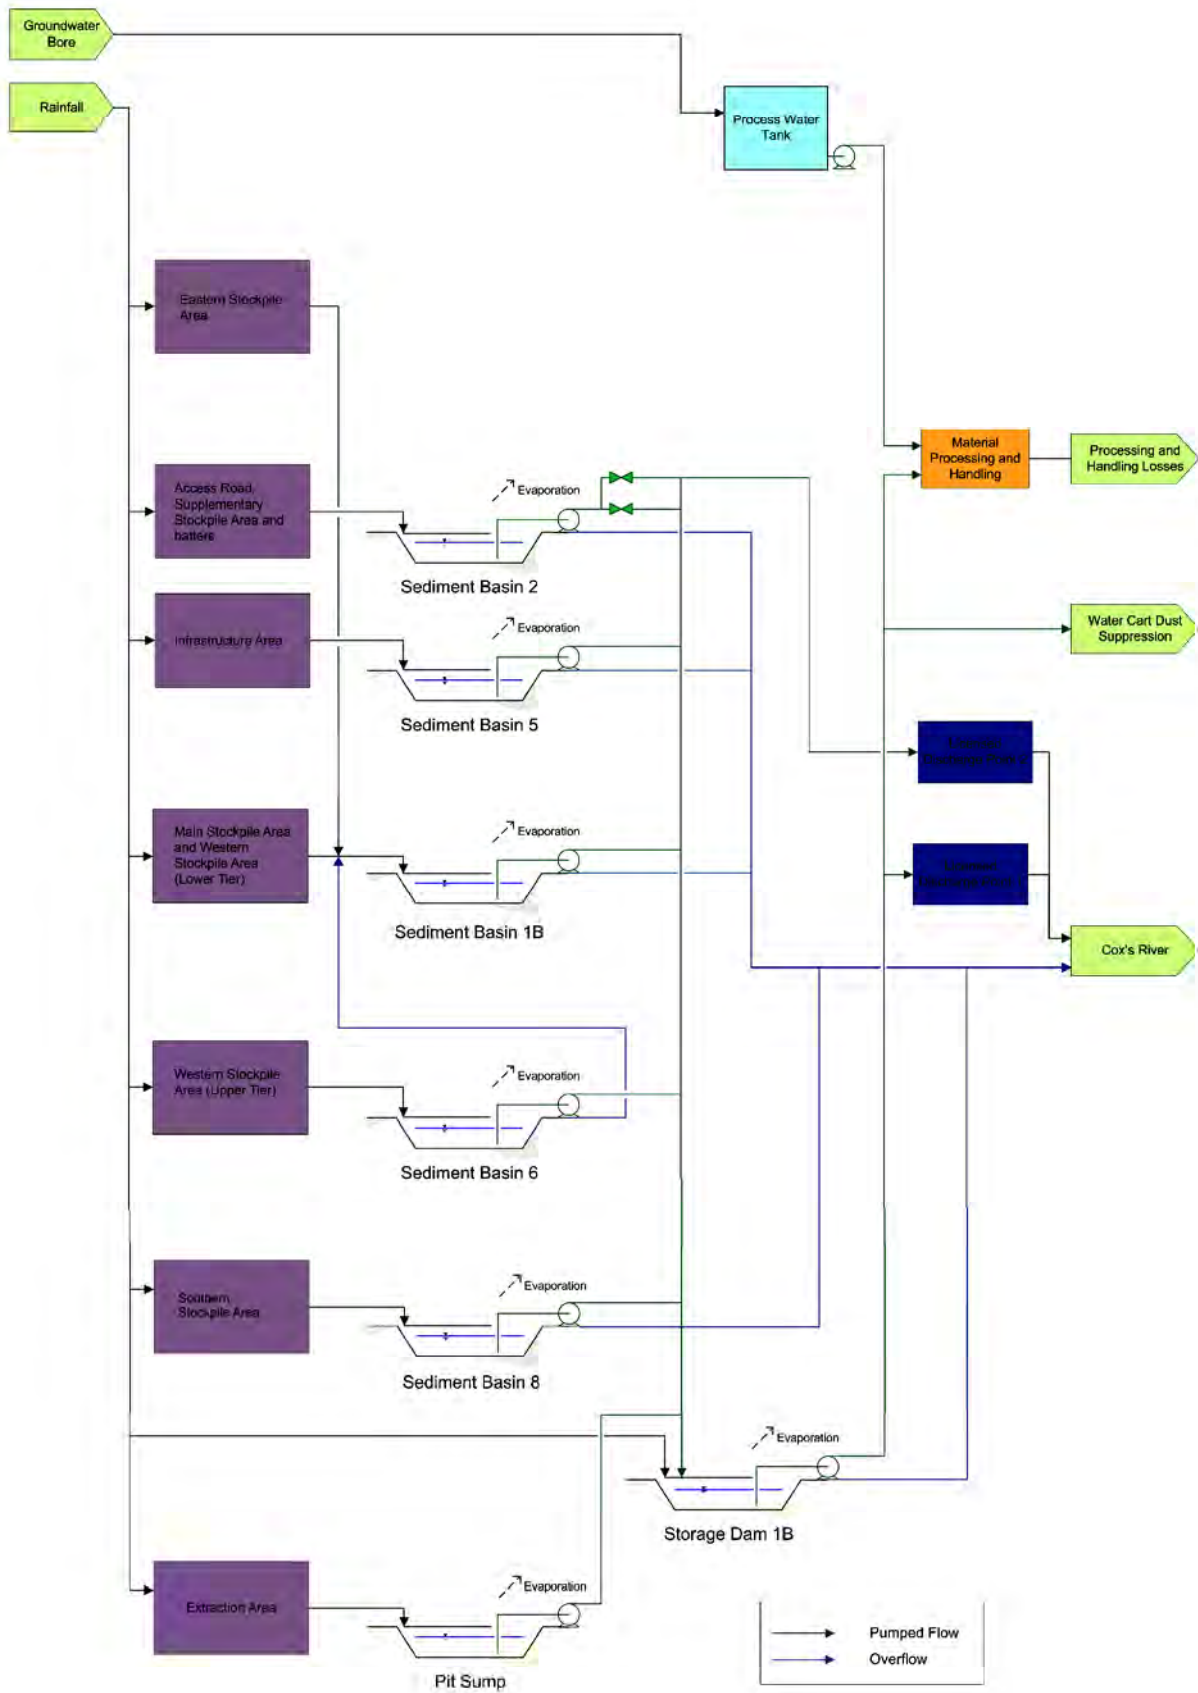 Groundwater
Bore
Rainfall
Process Water
Tank
Eastern Stockpile
Area
Access Road,
Supplementary
Stockpile Area and
batters
Evaporation
Sediment Basin 2
Material
Processing and
Handling
Processing and
Handling Losses
Infrastructure Area
Evaporation
Sediment Basin 5
Water Cart Dust
Suppression
Main Stockpile Area
and Western
Stockpile Area
(Lower Tier)
Evaporation
Sediment Basin 1B
Cox's River
Western Stockpile
Area (Upper Tier)
Evaporation
Sediment Basin 6
Southern
Stockpile Area
Evaporation
Sediment Basin 8
Evaporation
Storage Dam 1B
Extraction Area
Evaporation
Pit Sump
Pumped Flow
Overflow